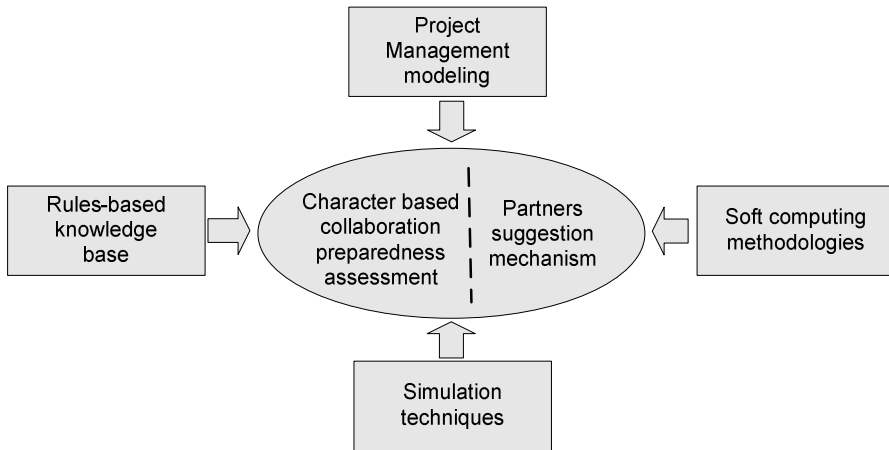 Project
Management
modeling
Rules-based
knowledge
base
Character based
collaboration
preparedness
assessment
Partners
suggestion
mechanism
Soft computing
methodologies
Simulation
techniques